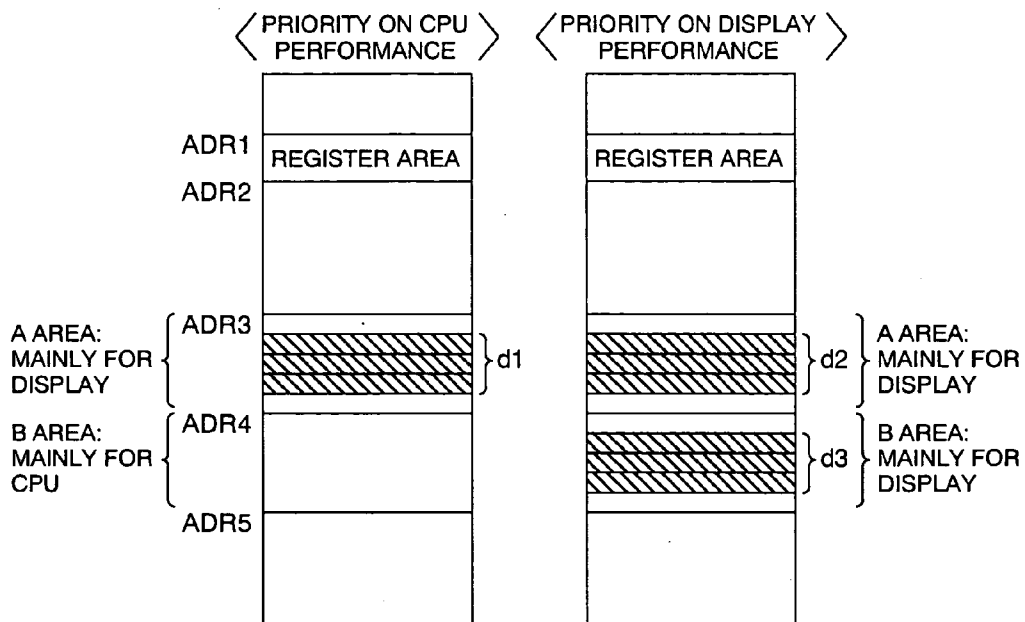 PRIORITY ON CPU
PERFORMANCE
PRIORITY ON DISPLAY
PERFORMANCE
ADR1
REGISTER AREA
REGISTER AREA
ADR2
ADR3
A AREA:
MAINLY FOR
DISPLAY
d1
d2
A AREA:
MAINLY FOR
DISPLAY
ADR4
B AREA:
MAINLY FOR
CPU
d3
B AREA:
MAINLY FOR
DISPLAY
ADR5